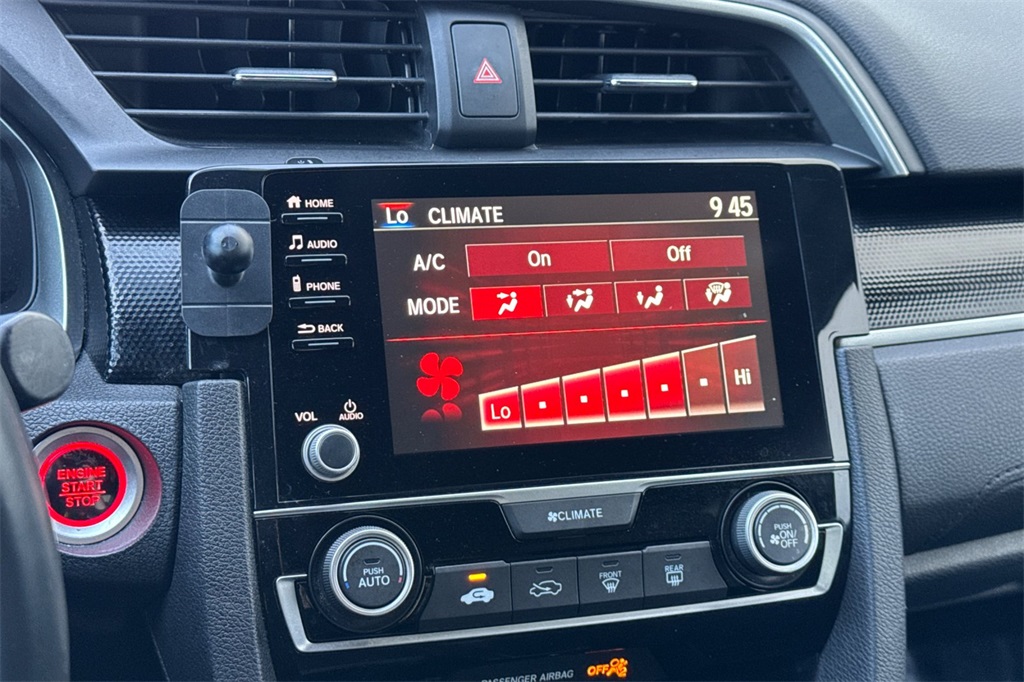 HOME
Lo CLIMATE 9 45
AUDIO
A/C On Off
PHONE
MODE
BACK
Lo Hi
VOL AUDIO
ENGINE
START
STOP
CLIMATE
PUSH
AUTO
FRONT
REAR
PUSH
ON/
OFF
PASSENGER AIRBAG OFF